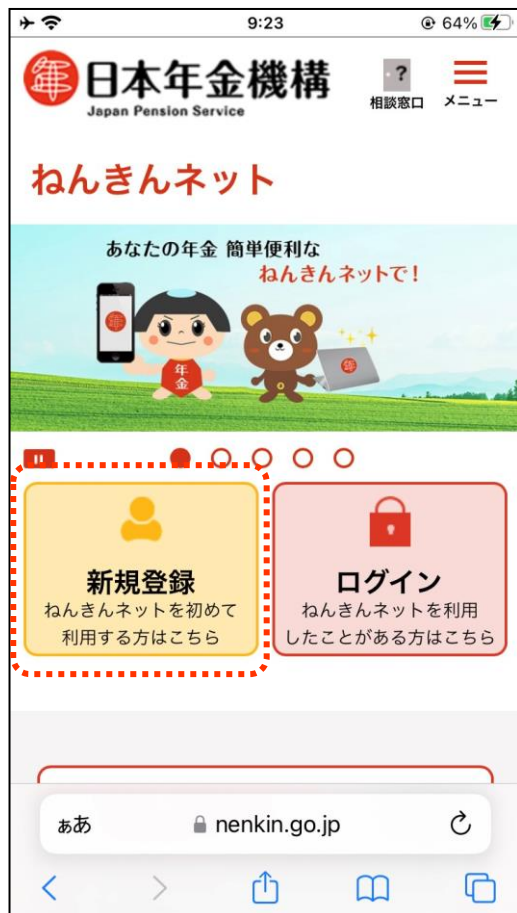 9:23
64%
年
日本年金機構
Japan Pension Service
?
相談窓口
メニュー
ねんきんネット
あなたの年金 簡単便利な
ねんきんネットで!
年
金
新規登録
ねんきんネットを初めて
利用する方はこちら
ログイン
ねんきんネットを利用
したことがある方はこちら
ぁあ
nenkin.go.jp